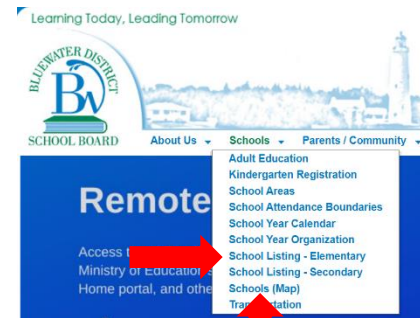 Learning Today, Leading Tomorrow
BLUEWATER DISTRICT
BW
SCHOOL BOARD
About Us Schools Parents / Community
Adult Education
Kindergarten Registration
School Areas
School Attendance Boundaries
School Year Calendar
School Year Organization
School Listing - Elementary
School Listing - Secondary
Schools (Map)
Remote
Access
Ministry of Education
Home portal, and othe